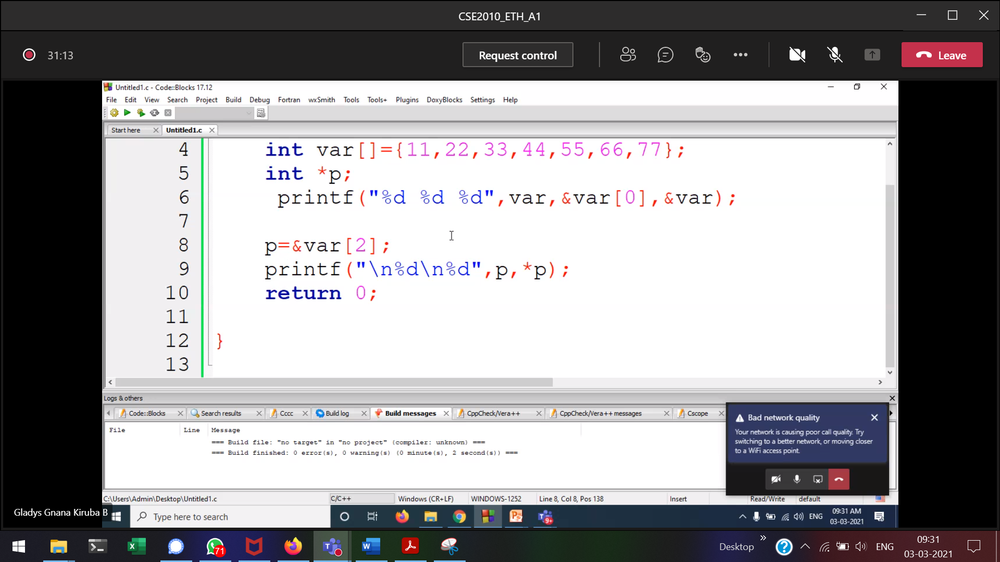 CSE2010_ETH_A1
31:13
Request control
Leave
Untitled1.c - Code::Blocks 17.12
File Edit View Search Project Build Debug Fortran wxSmith Tools Tools+ Plugins DoxyBlocks Settings Help
Start here Untitled1.c
4 int var[]={11,22,33,44,55,66,77};
5 int *p;
6 printf("%d %d %d",var,&var[0],&var);
7
8 p=&var[2];
9 printf("\n%d\n%d",p,*p);
10 return 0;
11
12 }
13
Logs & others
Code::Blocks Search results Cccc Build log Build messages CppCheck/Vera++ CppCheck/Vera++ messages Cscope
File Line Message
=== Build file: "no target" in "no project" (compiler: unknown) ===
=== Build finished: 0 error(s), 0 warning(s) (0 minute(s), 2 second(s)) ===
Bad network quality
Your network is causing poor call quality. Try
switching to a better network, or moving closer
to a WiFi access point.
C:\Users\Admin\Desktop\Untitled1.c C/C++ Windows (CR+LF) WINDOWS-1252 Line 8, Col 8, Pos 138 Insert Read/Write default
Gladys Gnana Kiruba B
Type here to search
9+
ENG
09:31 AM
03-03-2021
71
Desktop
ENG
09:31
03-03-2021